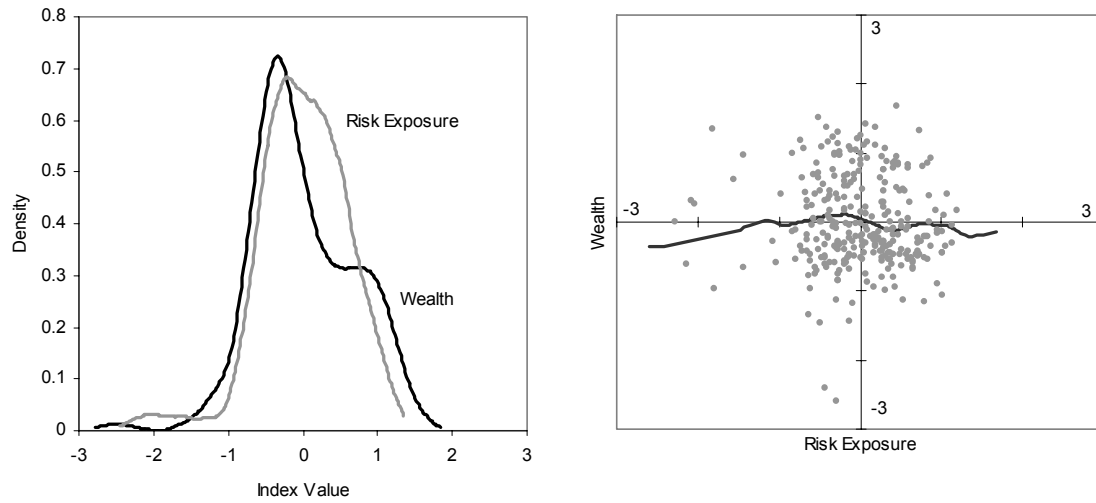 0.8
0.7
0.6
0.5
0.4
0.3
0.2
0.1
0
Density
-3 -2 -1 0 1 2 3
Index Value
Risk Exposure
Wealth
3
-3 3
-3
Wealth
Risk Exposure